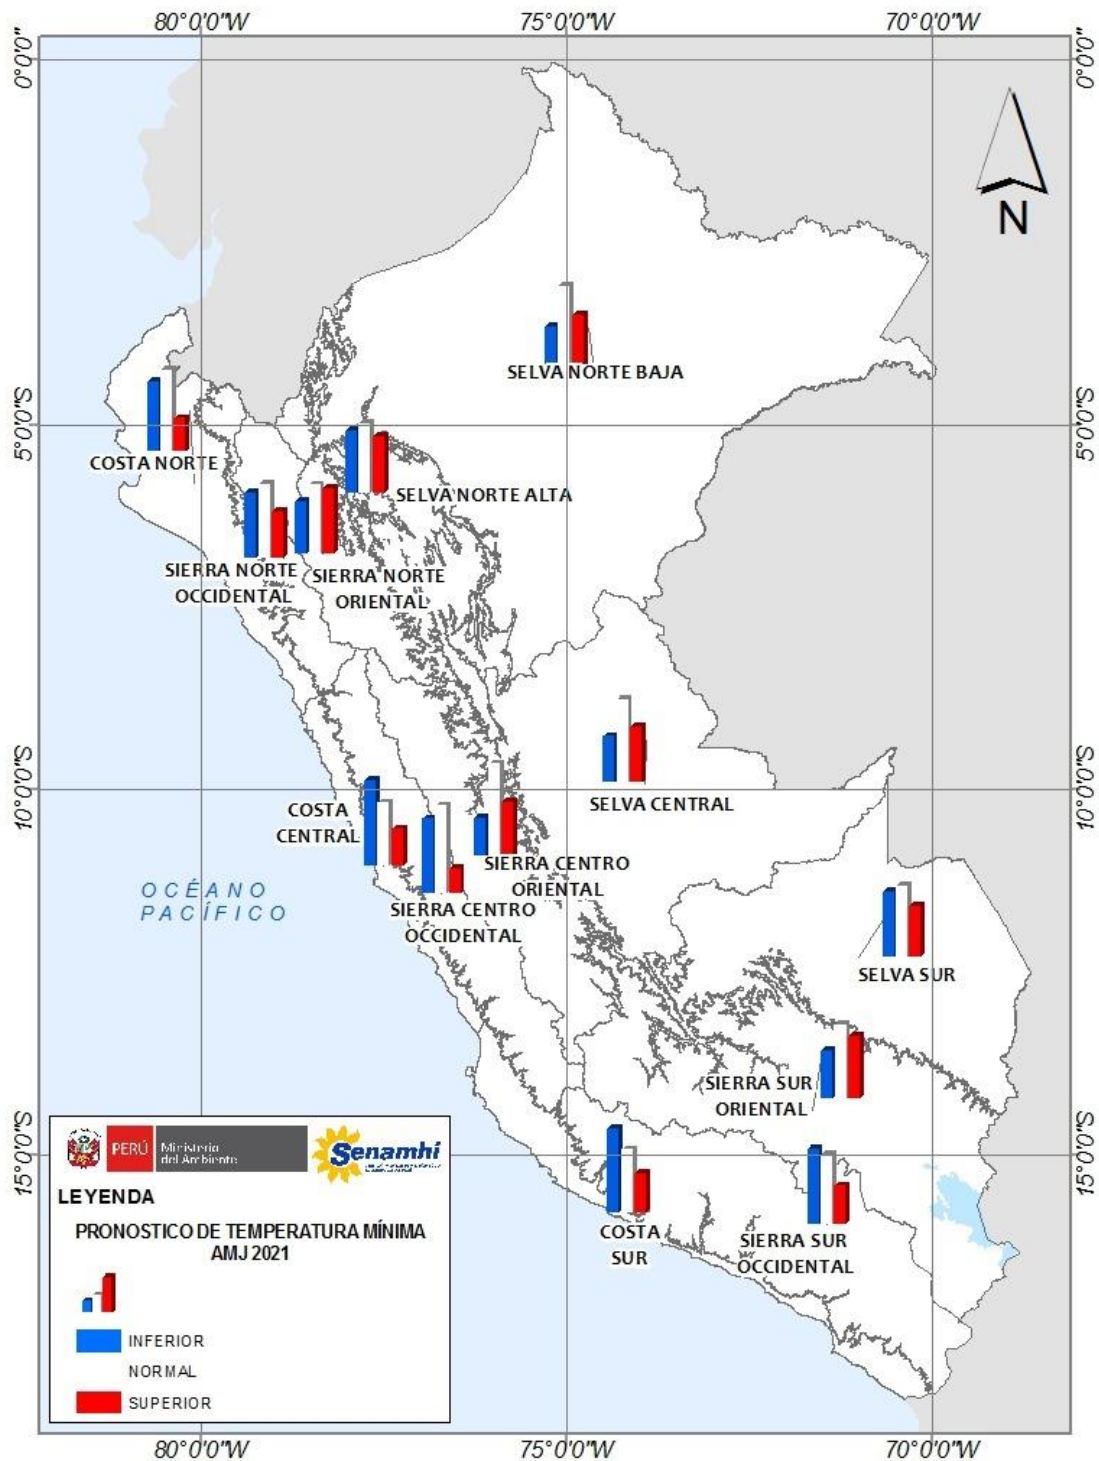 80°0'0"W 75°0'0"W 70°0'0"W
0°0'0" 0°0'0"
N
SELVA NORTE BAJA
5°0'0"S 5°0'0"S
COSTA NORTE
SELVA NORTE ALTA
SIERRA NORTE
OCCIDENTAL
SIERRA NORTE
ORIENTAL
SELVA CENTRAL
10°0'0"S 10°0'0"S
COSTA
CENTRAL
SIERRA CENTRO
ORIENTAL
SIERRA CENTRO
OCCIDENTAL
OCÉANO
PACÍFICO
SELVA SUR
SIERRA SUR
ORIENTAL
15°0'0"S 15°0'0"S
COSTA
SUR
SIERRA SUR
OCCIDENTAL
PERÚ
Ministerio
del Ambiente
Senamhi
LEYENDA
PRONOSTICO DE TEMPERATURA MÍNIMA
AMJ 2021
INFERIOR
NORMAL
SUPERIOR
80°0'0"W 75°0'0"W 70°0'0"W